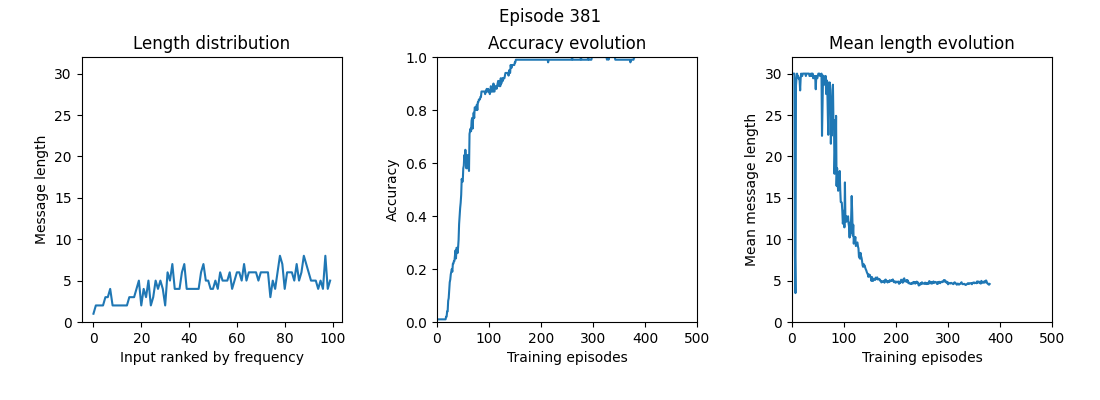 Episode 381
Length distribution
Accuracy evolution
Mean length evolution
Message length
30
25
20
15
10
5
0
0 20 40 60 80 100
Input ranked by frequency
Accuracy
1.0
0.8
0.6
0.4
0.2
0.0
0 100 200 300 400 500
Training episodes
Mean message length
30
25
20
15
10
5
0
0 100 200 300 400 500
Training episodes